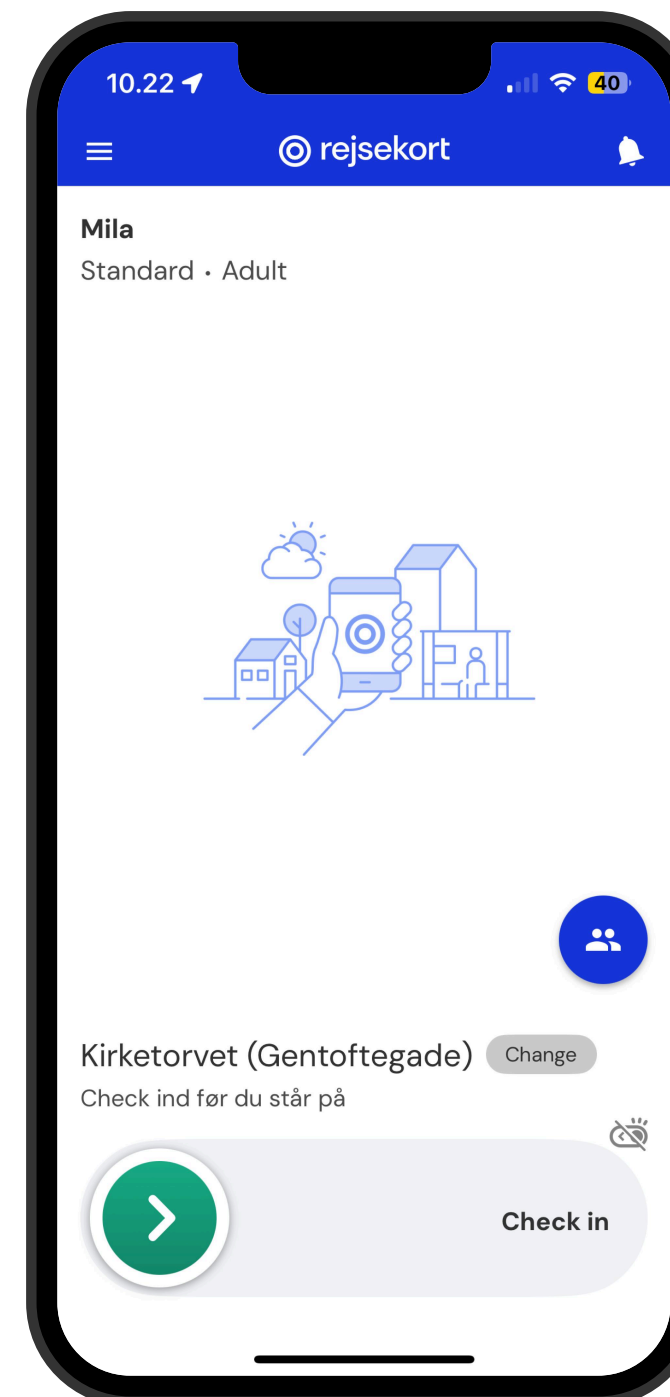 10.22
40
rejsekort
Mila
Standard • Adult
Kirketorvet (Gentoftegade) Change
Check ind før du står på
Check in